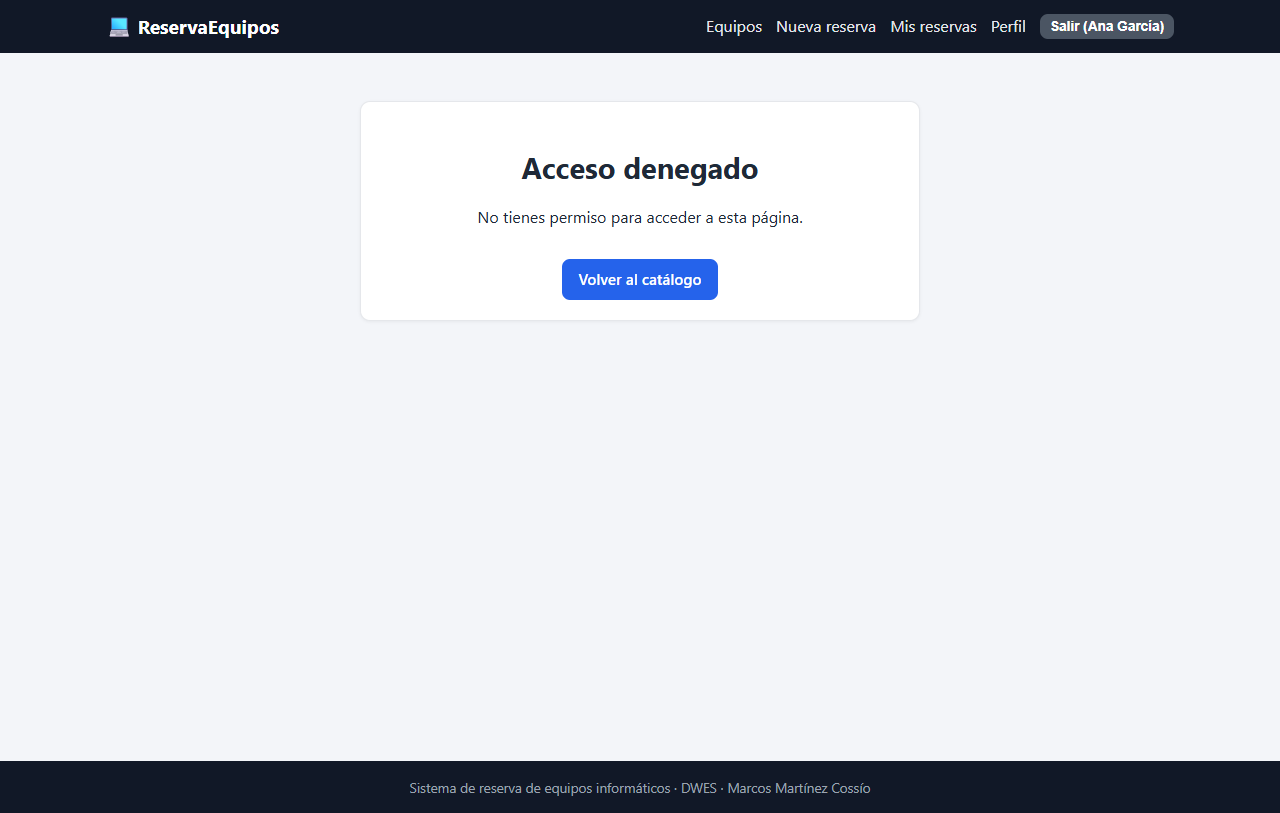 ReservaEquipos
Equipos Nueva reserva Mis reservas Perfil Salir (Ana García)
Acceso denegado
No tienes permiso para acceder a esta página.
Volver al catálogo
Sistema de reserva de equipos informáticos · DWES · Marcos Martínez Cossío